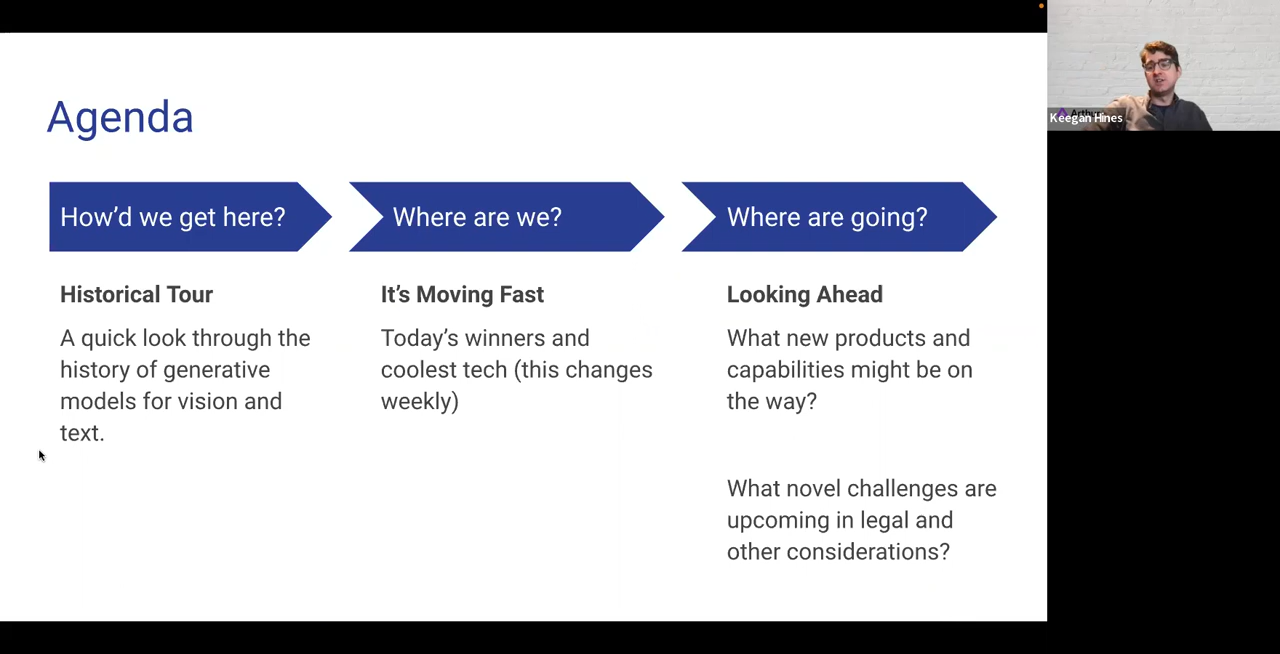 Agenda
How'd we get here?
Where are we?
Where are going?
Historical Tour
A quick look through the
history of generative
models for vision and
text.
It's Moving Fast
Today's winners and
coolest tech (this changes
weekly)
Looking Ahead
What new products and
capabilities might be on
the way?
What novel challenges are
upcoming in legal and
other considerations?
Keegan Hines